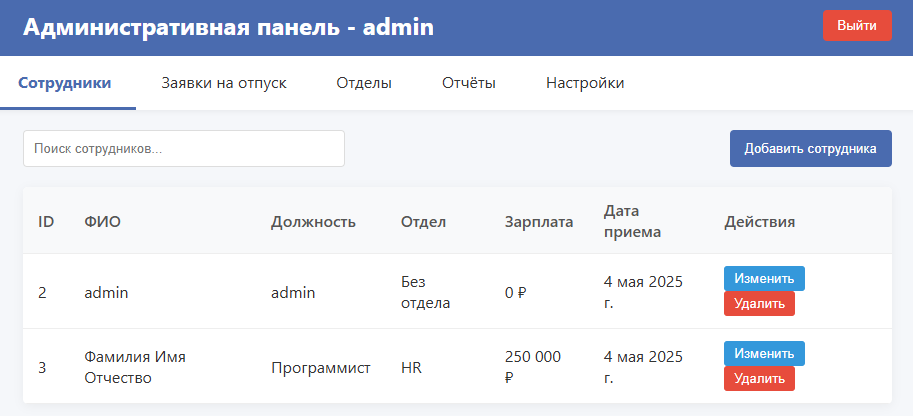 Административная панель - admin
Выйти
Сотрудники
Заявки на отпуск
Отделы
Отчёты
Настройки
Поиск сотрудников...
Добавить сотрудника
ID
ФИО
Должность
Отдел
Зарплата
Дата
приема
Действия
2
admin
admin
Без
отдела
0 ₽
4 мая 2025
г.
Изменить
Удалить
3
Фамилия Имя
Отчество
Программист
HR
250 000
₽
4 мая 2025
г.
Изменить
Удалить